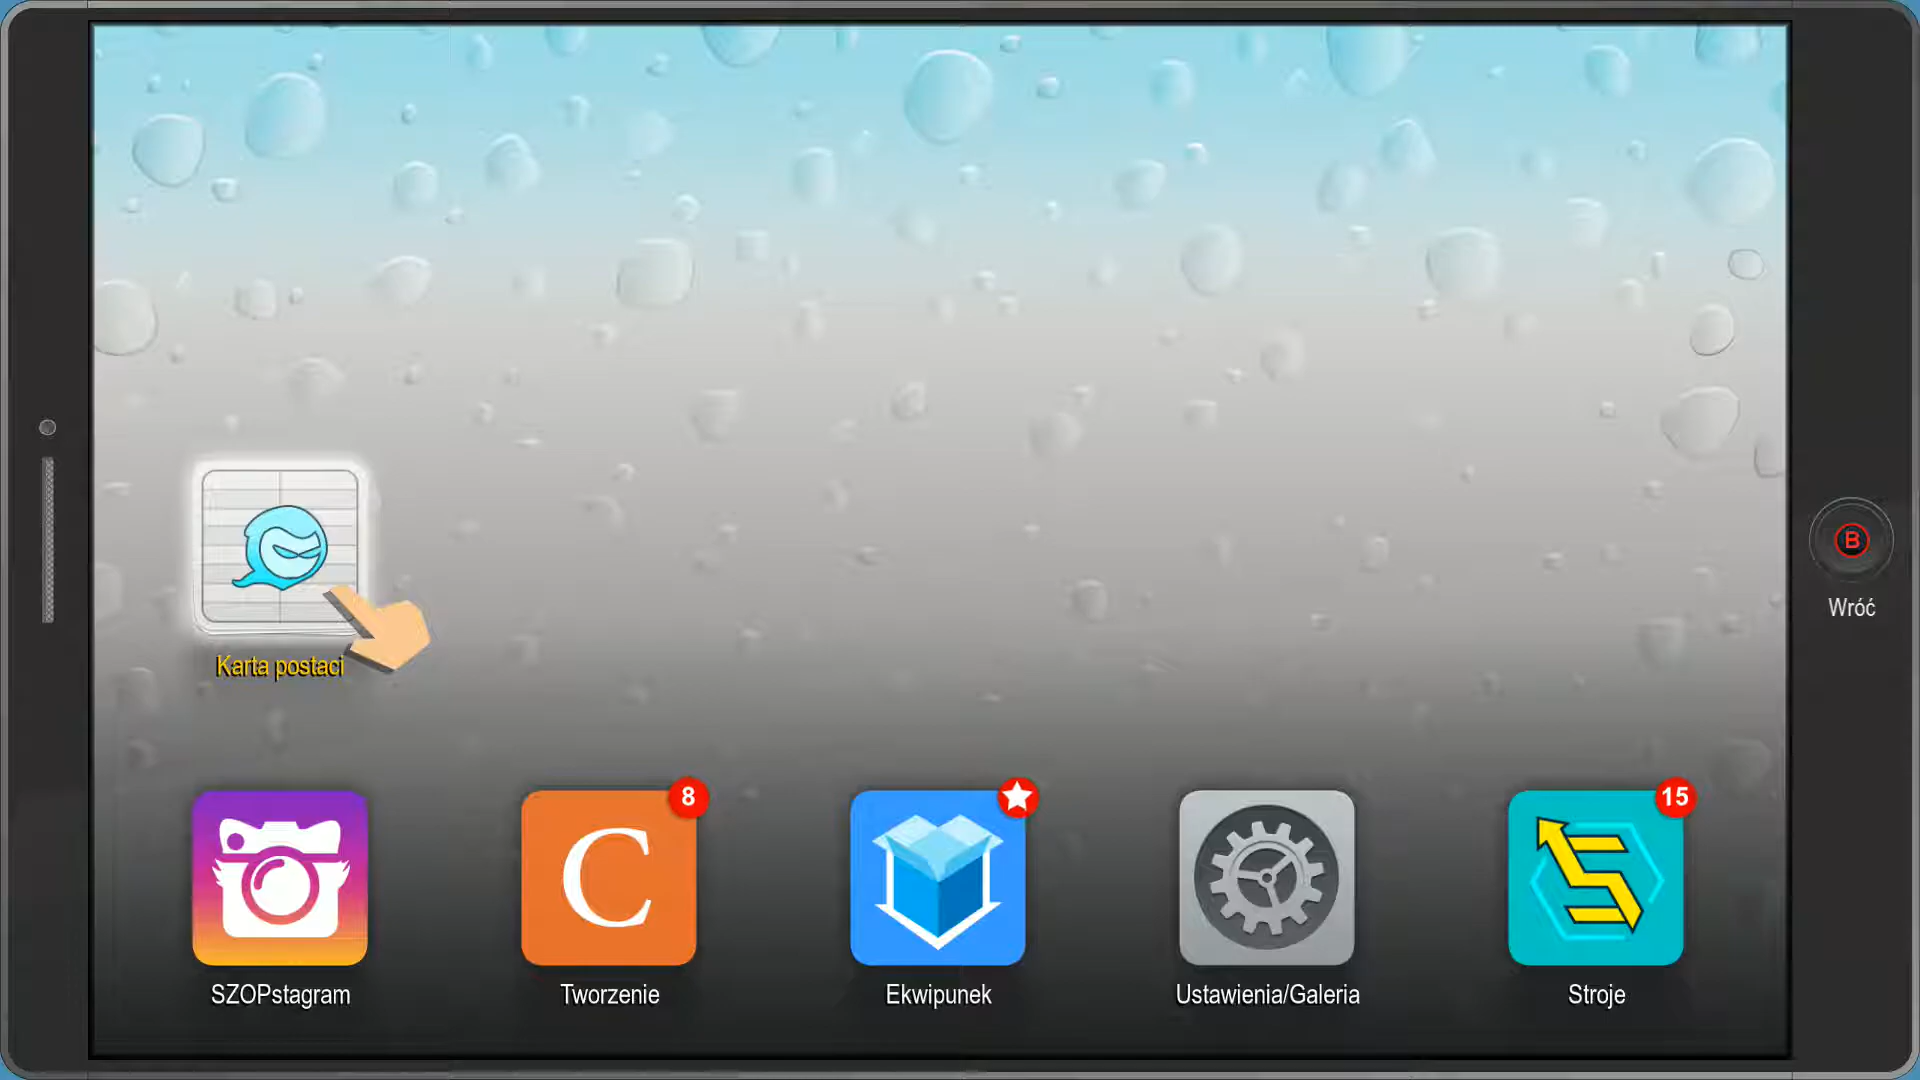 B
Wróć
Karta postaci
8
15
C
SZOPstagram
Tworzenie
Ekwipunek
Ustawienia/Galeria
Stroje